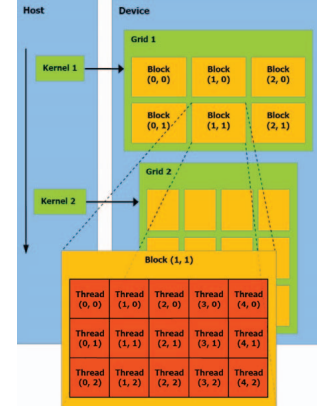 Host
Device
Grid 1
Kernel 1
Block Block Block
(0, 0) (1, 0) (2, 0)
Block Block Block
(0, 1) (1, 1) (2, 1)
Grid 2
Kernel 2
Block (1, 1)
Thread Thread Thread Thread Thread
(0, 0) (1, 0) (2, 0) (3, 0) (4, 0)
Thread Thread Thread Thread Thread
(0, 1) (1, 1) (2, 1) (3, 1) (4, 1)
Thread Thread Thread Thread Thread
(0, 2) (1, 2) (2, 2) (3, 2) (4, 2)